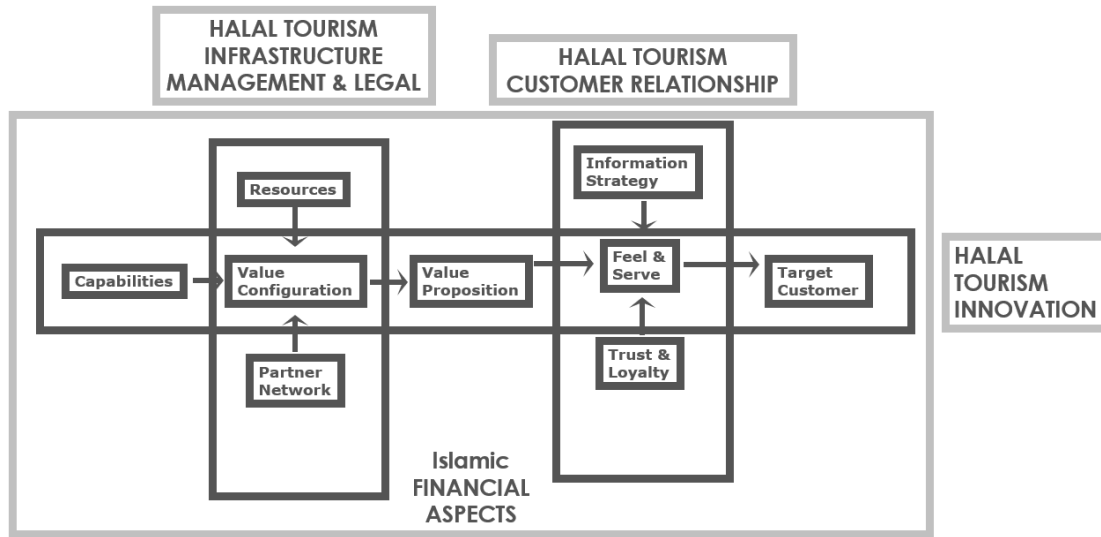 HALAL TOURISM
INFRASTRUCTURE
MANAGEMENT & LEGAL
HALAL TOURISM
CUSTOMER RELATIONSHIP
Resources
Information
Strategy
Capabilities
Value
Configuration
Value
Proposition
Feel &
Serve
Target
Customer
HALAL
TOURISM
INNOVATION
Partner
Network
Trust &
Loyalty
Islamic
FINANCIAL
ASPECTS